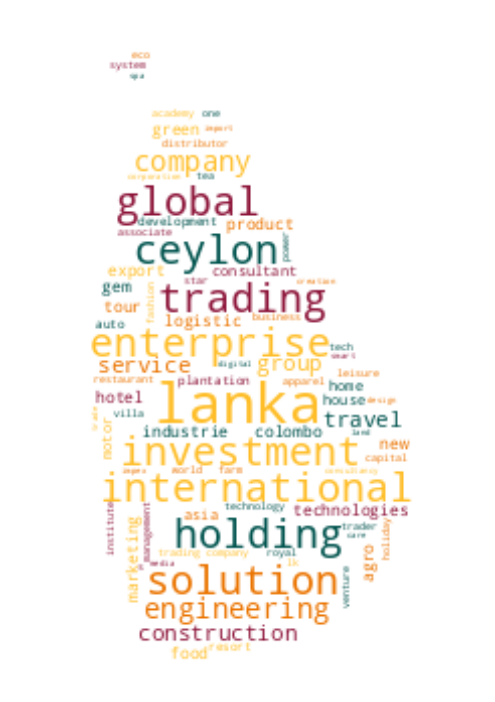 eco
system
spa
academy one
green import
distributor
company
corporation tea
global
development product
associate
ceylon power
export consultant
gem star creation
fashion trading
tour
auto logistic business
enterprise tech
smart
service digital group
restaurant plantation apparel leisure
home
hotel lanka house design
trade villa travel
motor industrie colombo land
investment new
capital
impex world farm consultancy
international
institute asia technology technologies
management marketing holding trader
care
holiday
trading company royal
media lk agro
solution venture
engineering
construction
food resort